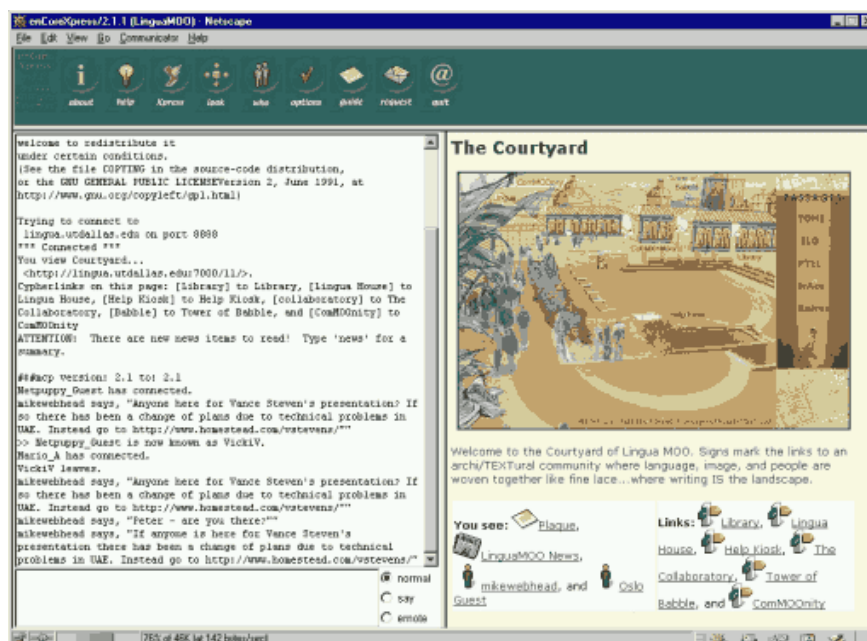 enCoreXpress/2.1.1 (LinguaMOO) - Netscape
File Edit View Go Communicator Help
about help Xpress look who options guide request quit
welcome to redistribute it
under certain conditions.
(See the file COPYING in the source-code distribution,
or the GNU GENERAL PUBLIC LICENSEVersion 2, June 1991, at
http://www.gnu.org/copyleft/gpl.html)
Trying to connect to
lingua.utdallas.edu on port 8888
*** Connected ***
You view Courtyard...
<http://lingua.utdallas.edu:7000/11/>.
Cypherlinks on this page: [Library] to Library, [Lingua House] to
Lingua House, [Help Kiosk] to Help Kiosk, [collaboratory] to The
Collaboratory, [Babble] to Tower of Babble, and [ComMOOnity] to
ComMOOnity
ATTENTION: There are new news items to read! Type 'news' for a
summary.
##mcp version: 2.1 to: 2.1
Netpuppy_Guest has connected.
mikewebhead says, "Anyone here for Vance Steven's presentation? If
so there has been a change of plans due to technical problems in
UAE. Instead go to http://www.homestead.com/vstevens/""
>> Netpuppy_Guest is now known as VickiV.
Mario_A has connected.
VickiV leaves.
mikewebhead says, "Anyone here for Vance Steven's presentation? If
so there has been a change of plans due to technical problems in
UAE. Instead go to http://www.homestead.com/vstevens/""
mikewebhead says, "Peter - are you there?""
mikewebhead says, "If anyone is here for Vance Steven's
presentation there has been a change of plans due to technical
problems in UAE. Instead go to http://www.homestead.com/vstevens/"
normal
say
emote
The Courtyard
ComMOOnity
Lingua
Library
Help Kiosk
PASSAGES
Welcome to the Courtyard of Lingua MOO. Signs mark the links to an
archi/TEXTural community where language, image, and people are
woven together like fine lace...where writing IS the landscape.
You see: Plaque,
LinguaMOO News,
mikewebhead, and Oslo
Guest
Links: Library, Lingua
House, Help Kiosk, The
Collaboratory, Tower of
Babble, and ComMOOnity
76% of 46K (at 142 bytes/sec)